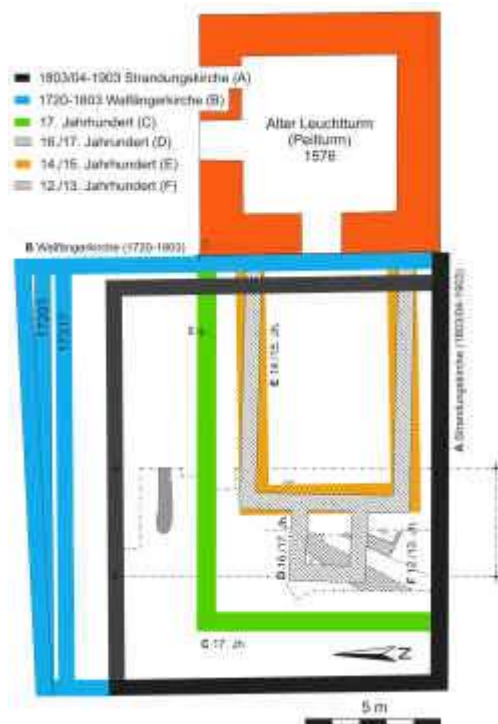 1803/04-1903 Strandungskirche (A)
1720-1803 Walfängerkirche (B)
17. Jahrhundert (C)
16./17. Jahrundert (D)
14./15. Jahrhundert (E)
12./13. Jahrhundert (F)
Alter Leuchtturm
(Peilturm)
1576
B Walfängerkirche (1720-1803)
A Strandungskirche (1803/04-1903)
E 14./15. Jh.
D 16./17. Jh.
F 12./13. Jh.
C 17. Jh.
N
5 m